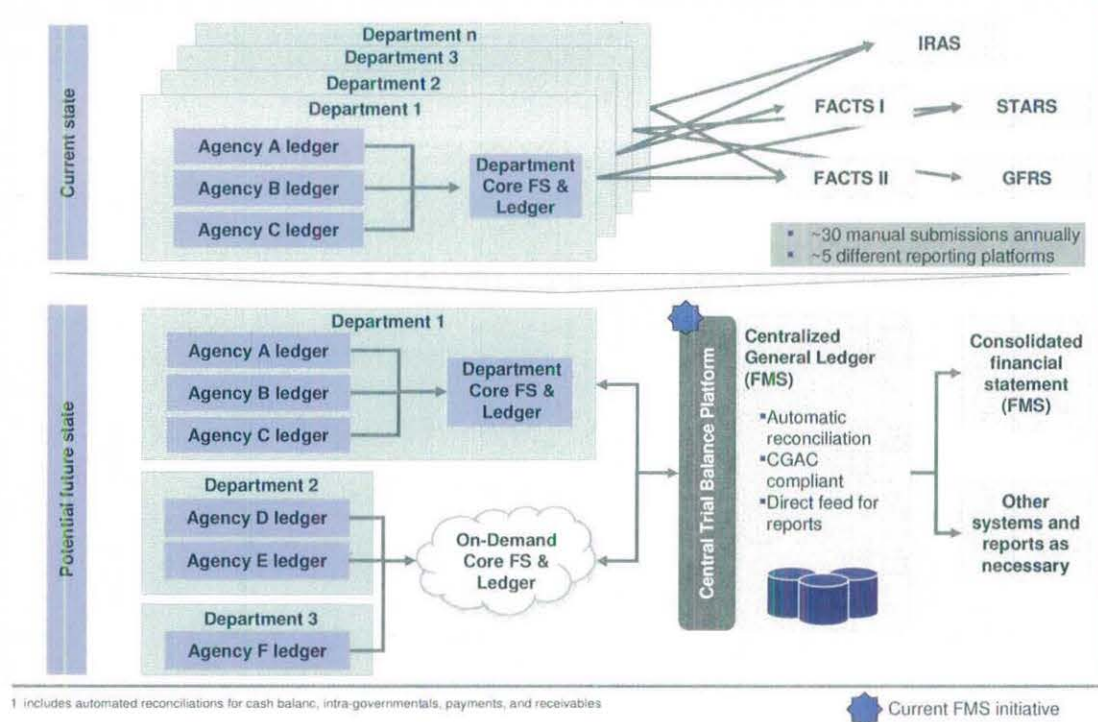 Current state
Department n
Department 3
Department 2
Department 1
Agency A ledger
Agency B ledger
Agency C ledger
Department
Core FS &
Ledger
IRAS
FACTS I
STARS
FACTS II
GFRS
▪ ~30 manual submissions annually
▪ ~5 different reporting platforms
Potential future state
Department 1
Agency A ledger
Agency B ledger
Agency C ledger
Department
Core FS &
Ledger
Department 2
Agency D ledger
Agency E ledger
Department 3
Agency F ledger
On-Demand
Core FS &
Ledger
Central Trial Balance Platform
Centralized
General Ledger
(FMS)
▪Automatic
reconciliation
▪CGAC
compliant
▪Direct feed for
reports
Consolidated
financial
statement
(FMS)
Other
systems and
reports as
necessary
1 includes automated reconciliations for cash balanc, intra-governmentals, payments, and receivables
Current FMS initiative